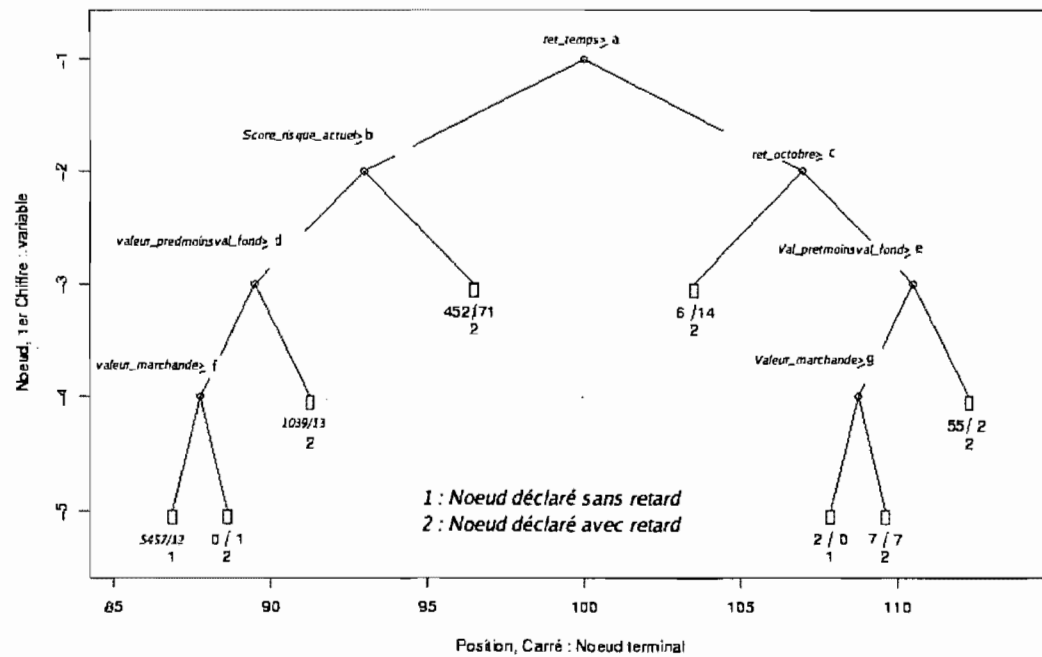 ret_temps≥ a
-1
Score_risque_actuel≥ b
ret_octobre≥ c
-2
valeur_predmoinsval_fond≥ d
Val_pretmoinsval_fond≥ e
-3
452/71
2
6 /14
2
valeur_marchande≥ f
Valeur_marchande≥g
-4
1039/13
2
55/ 2
2
1 : Noeud déclaré sans retard
2 : Noeud déclaré avec retard
-5
0 / 1
2 / 0
7 / 7
1
2
1
2
Noeud, 1er Chiffre : variable
85
90
95
100
105
110
Position, Carré : Noeud terminal